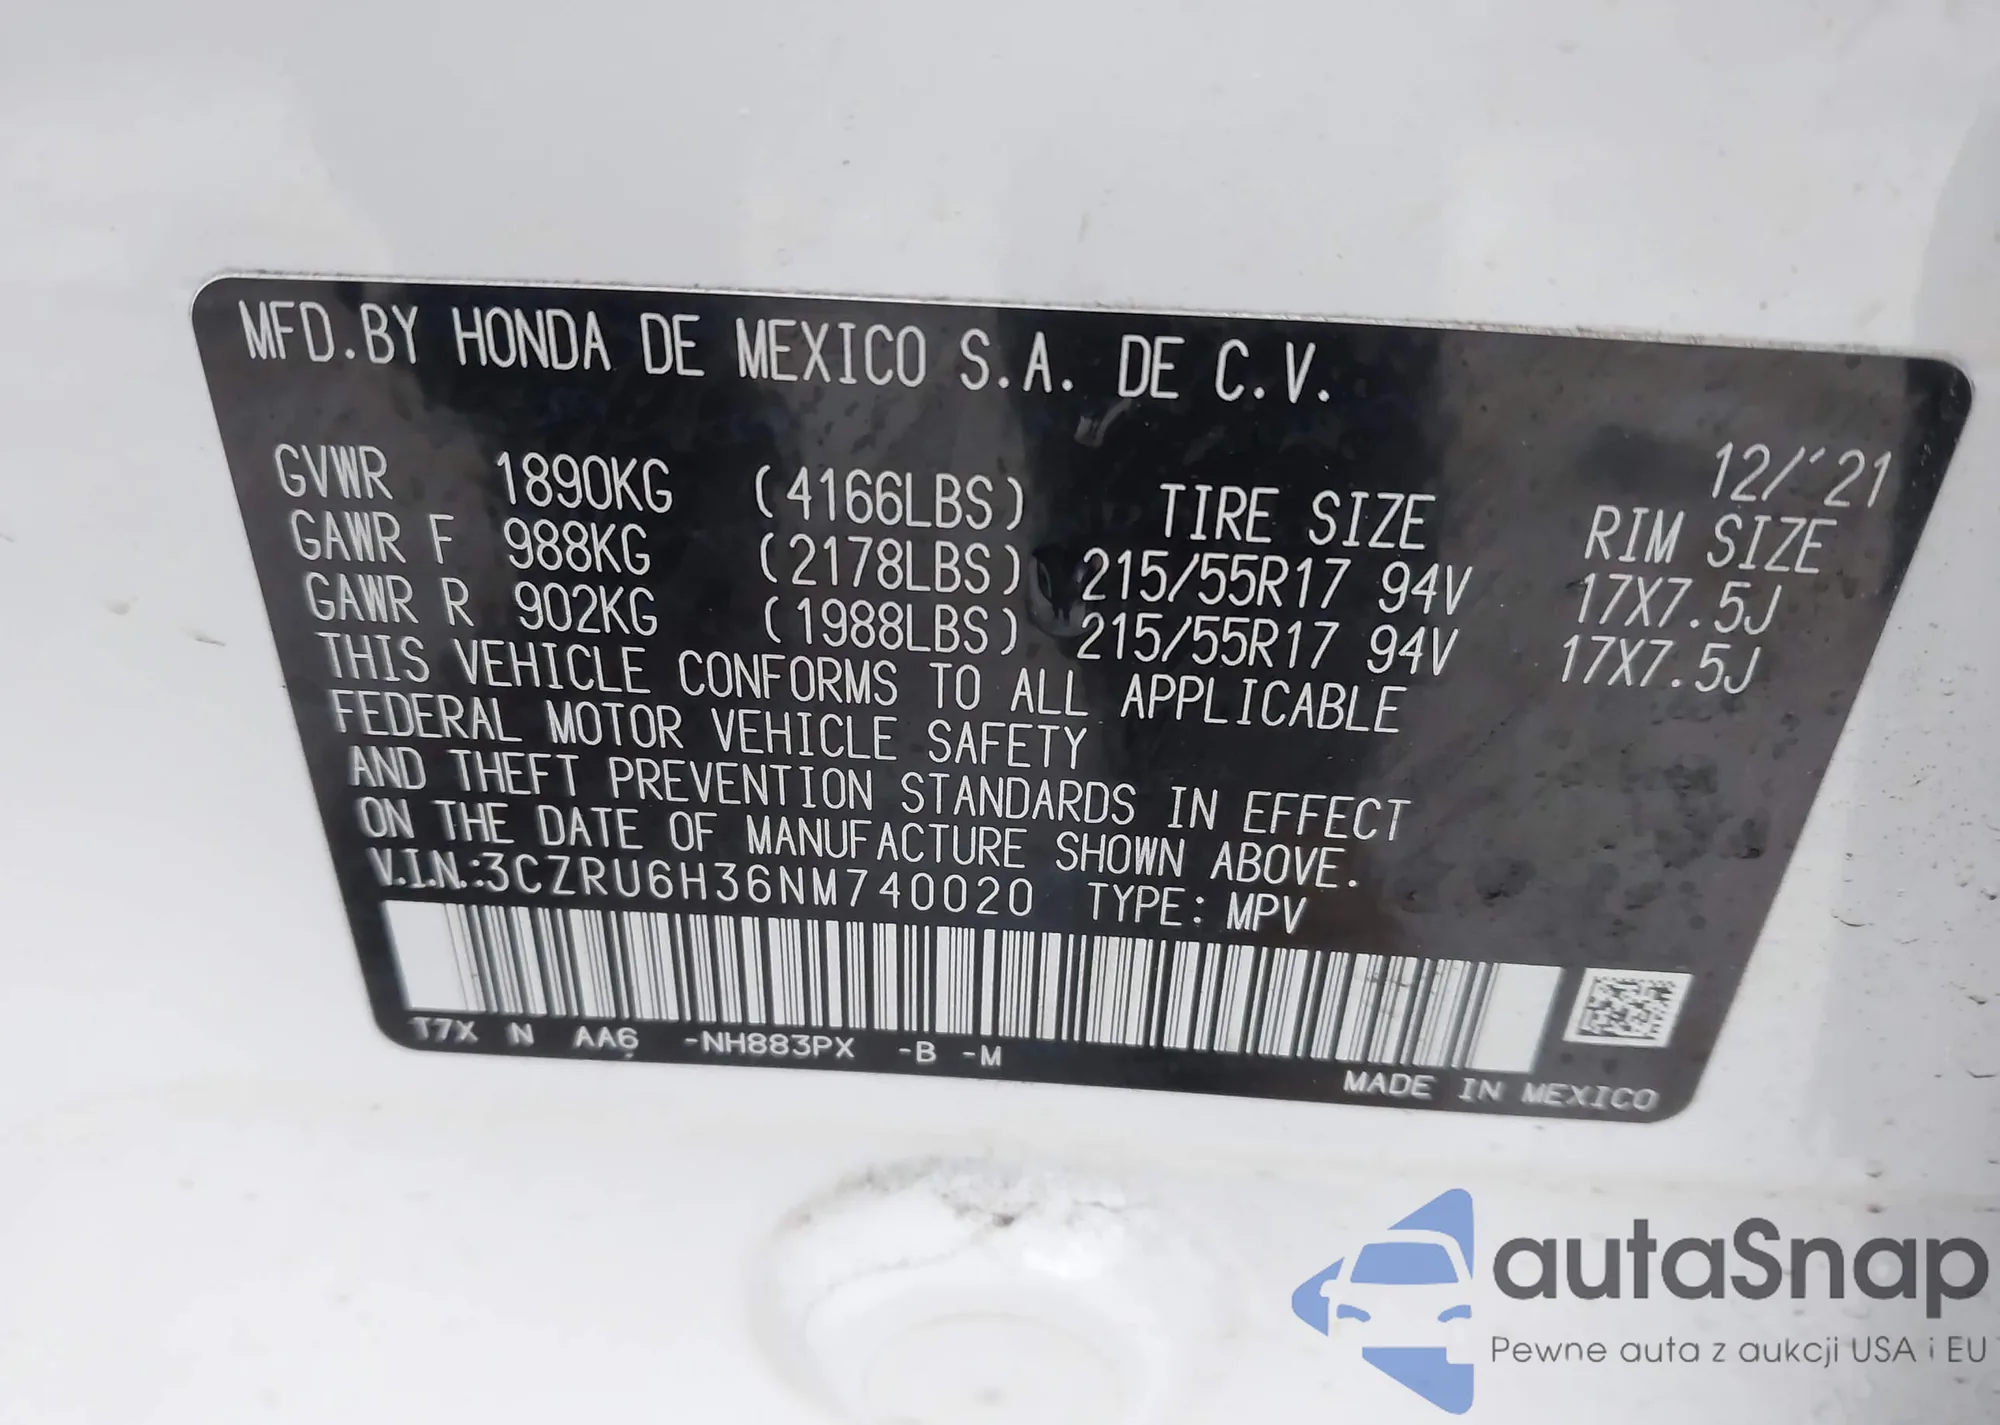 MFD.BY HONDA DE MEXICO S.A. DE C.V.
12/'21
GVWR 1890KG (4166LBS) TIRE SIZE RIM SIZE
GAWR F 988KG (2178LBS) 215/55R17 94V 17X7.5J
GAWR R 902KG (1988LBS) 215/55R17 94V 17X7.5J
THIS VEHICLE CONFORMS TO ALL APPLICABLE
FEDERAL MOTOR VEHICLE SAFETY
AND THEFT PREVENTION STANDARDS IN EFFECT
ON THE DATE OF MANUFACTURE SHOWN ABOVE.
V.I.N.:3CZRU6H36NM740020 TYPE: MPV
T7X N AA6 -NH883PX -B -M
MADE IN MEXICO
autaSnap
Pewne auta z aukcji USA i EU